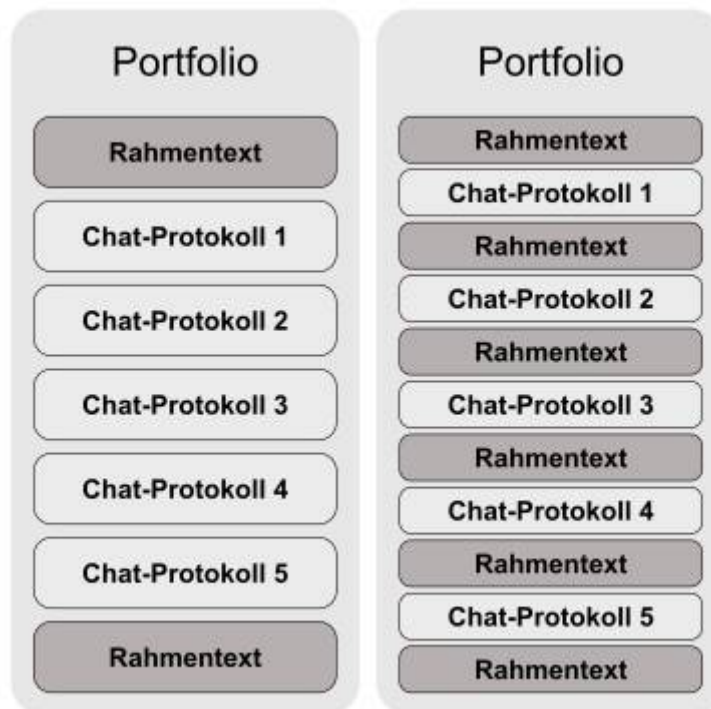 Portfolio
Rahmentext
Chat-Protokoll 1
Chat-Protokoll 2
Chat-Protokoll 3
Chat-Protokoll 4
Chat-Protokoll 5
Rahmentext
Portfolio
Rahmentext
Chat-Protokoll 1
Rahmentext
Chat-Protokoll 2
Rahmentext
Chat-Protokoll 3
Rahmentext
Chat-Protokoll 4
Rahmentext
Chat-Protokoll 5
Rahmentext